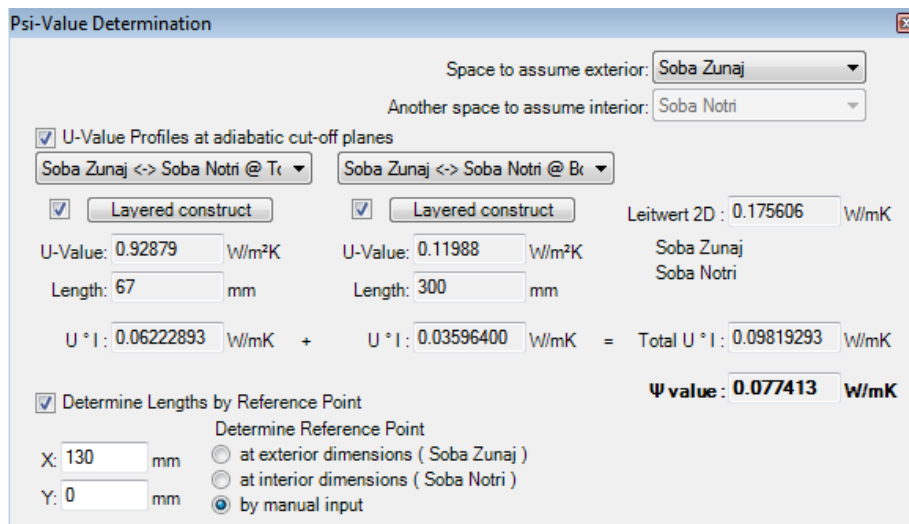 Psi-Value Determination
Space to assume exterior: Soba Zunaj
Another space to assume interior: Soba Notri
U-Value Profiles at adiabatic cut-off planes
Soba Zunaj <-> Soba Notri @ Tc Soba Zunaj <-> Soba Notri @ Bc
Layered construct Layered construct Leitwert 2D : 0.175606 W/mK
U-Value: 0.92879 W/m²K U-Value: 0.11988 W/m²K Soba Zunaj
Soba Notri
Length: 67 mm Length: 300 mm
U * l : 0.06222893 W/mK + U * l : 0.03596400 W/mK = Total U * l : 0.09819293 W/mK
Ψ value : 0.077413 W/mK
Determine Lengths by Reference Point
Determine Reference Point
X: 130 mm at exterior dimensions ( Soba Zunaj )
at interior dimensions ( Soba Notri )
Y: 0 mm by manual input